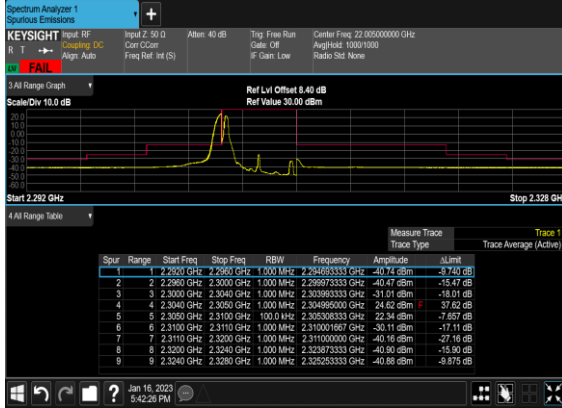 Spectrum Analyzer 1
Spurious Emissions
KEYSIGHT Input: RF Input Z: 50 Ω Atten: 40 dB Trig: Free Run Center Freq: 22.005000000 GHz
R T Coupling: DC Corr CCorr Gate: Off Avg|Hold: 1000/1000
Align: Auto Freq Ref: Int (S) IF Gain: Low Radio Std: None
FAIL
3.All Range Graph
Ref Lvl Offset 8.40 dB
Scale/Div 10.0 dB Ref Value 30.00 dBm
20.0
10.0
0.00
-10.0
-20.0
-30.0
-40.0
-50.0
-60.0
Start 2.292 GHz Stop 2.328 GH
4 All Range Table
Measure Trace Trace 1
Trace Type Trace Average (Active)
Spur Range Start Freq Stop Freq RBW Frequency Amplitude ΔLimit
1 1 2.2920 GHz 2.2960 GHz 1.000 MHz 2.294693333 GHz -40.74 dBm -9.740 dB
2 2 2.2960 GHz 2.3000 GHz 1.000 MHz 2.299973333 GHz -40.47 dBm -15.47 dB
3 3 2.3000 GHz 2.3040 GHz 1.000 MHz 2.303993333 GHz -31.01 dBm -18.01 dB
4 4 2.3040 GHz 2.3050 GHz 1.000 MHz 2.304995000 GHz 24.62 dBm F 37.62 dB
5 5 2.3050 GHz 2.3100 GHz 100.0 kHz 2.305308333 GHz 22.34 dBm -7.657 dB
6 6 2.3100 GHz 2.3110 GHz 1.000 MHz 2.310001667 GHz -30.11 dBm -17.11 dB
7 7 2.3110 GHz 2.3200 GHz 1.000 MHz 2.311000000 GHz -40.16 dBm -27.16 dB
8 8 2.3200 GHz 2.3240 GHz 1.000 MHz 2.323873333 GHz -40.90 dBm -15.90 dB
9 9 2.3240 GHz 2.3280 GHz 1.000 MHz 2.325253333 GHz -40.88 dBm -9.875 dB
Jan 16, 2023
5:42:26 PM